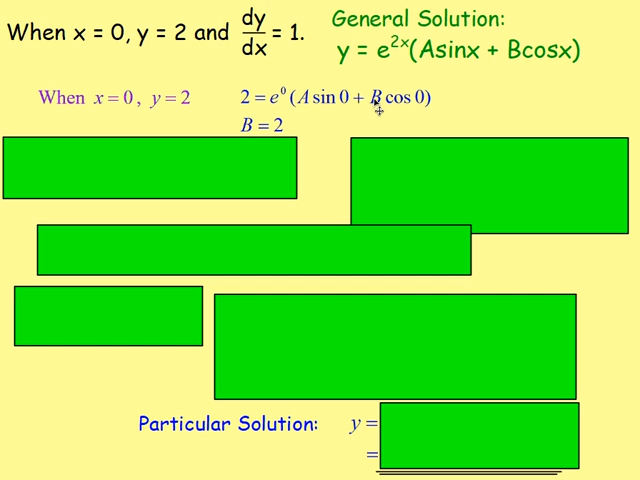 When x = 0, y = 2 and dy/dx = 1.
General Solution:
y = e^{2x}(Asinx + Bcosx)
When x = 0 , y = 2
2 = e^0 (A sin 0 + B cos 0)
B = 2
Particular Solution: y =
=